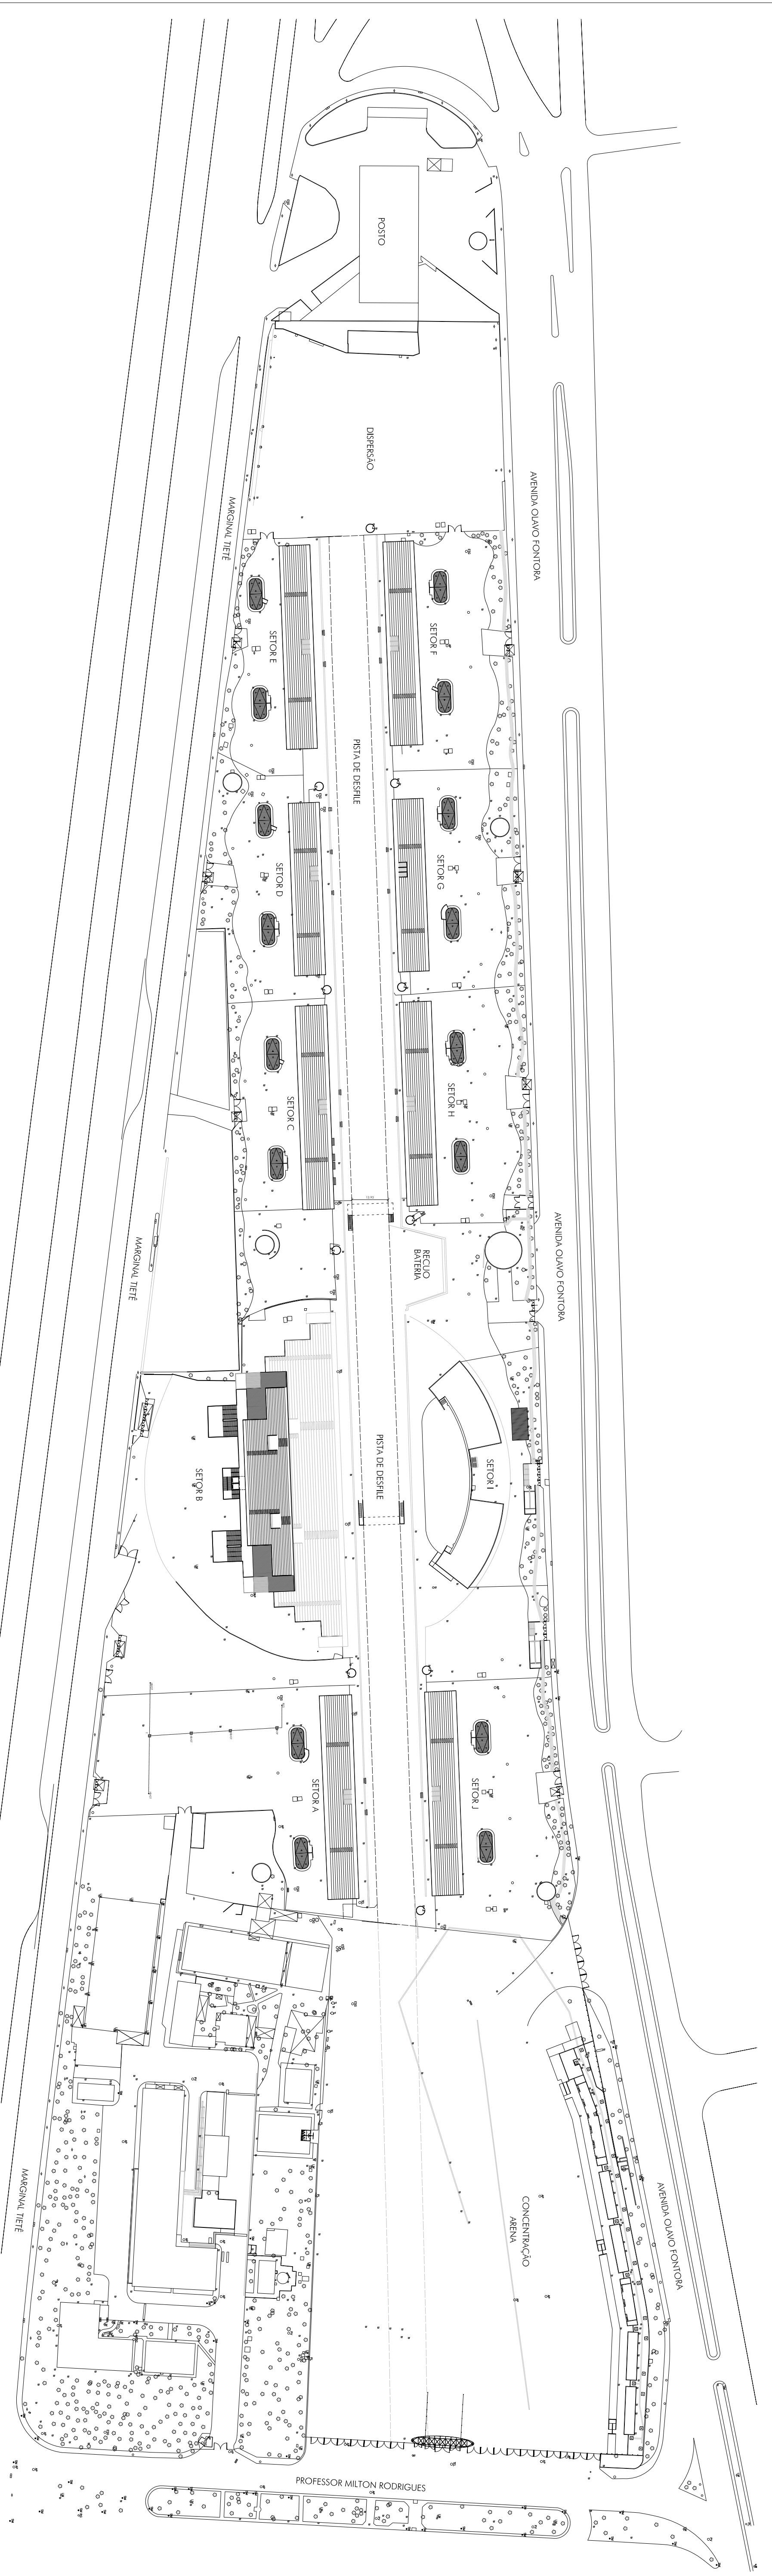 POSTO
DISPERSÃO
AVENIDA OLAVO FONTORA
MARGINAL TIETÊ
SETOR E
SETOR F
PISTA DE DESFILE
SETOR D
SETOR G
SETOR C
SETOR H
RECUO
BATERIA
AVENIDA OLAVO FONTORA
MARGINAL TIETÊ
SETOR B
PISTA DE DESFILE
SETOR I
SETOR A
SETOR J
CONCENTRAÇÃO
ARENA
AVENIDA OLAVO FONTORA
MARGINAL TIETÊ
PROFESSOR MILTON RODRIGUES